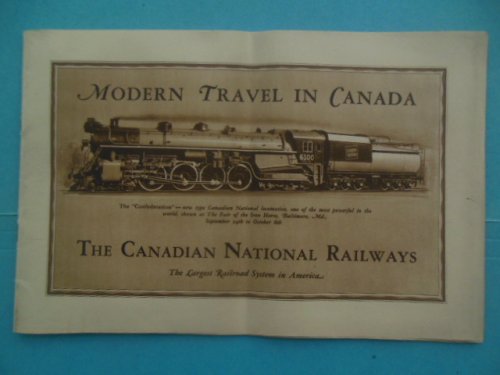 MODERN TRAVEL IN CANADA
6100
The "Confederation" — new type Canadian National locomotive, one of the most powerful in the
world, shown at The Fair of the Iron Horse, Baltimore, Md.,
September 24th to October 8th
THE CANADIAN NATIONAL RAILWAYS
The Largest Railroad System in America